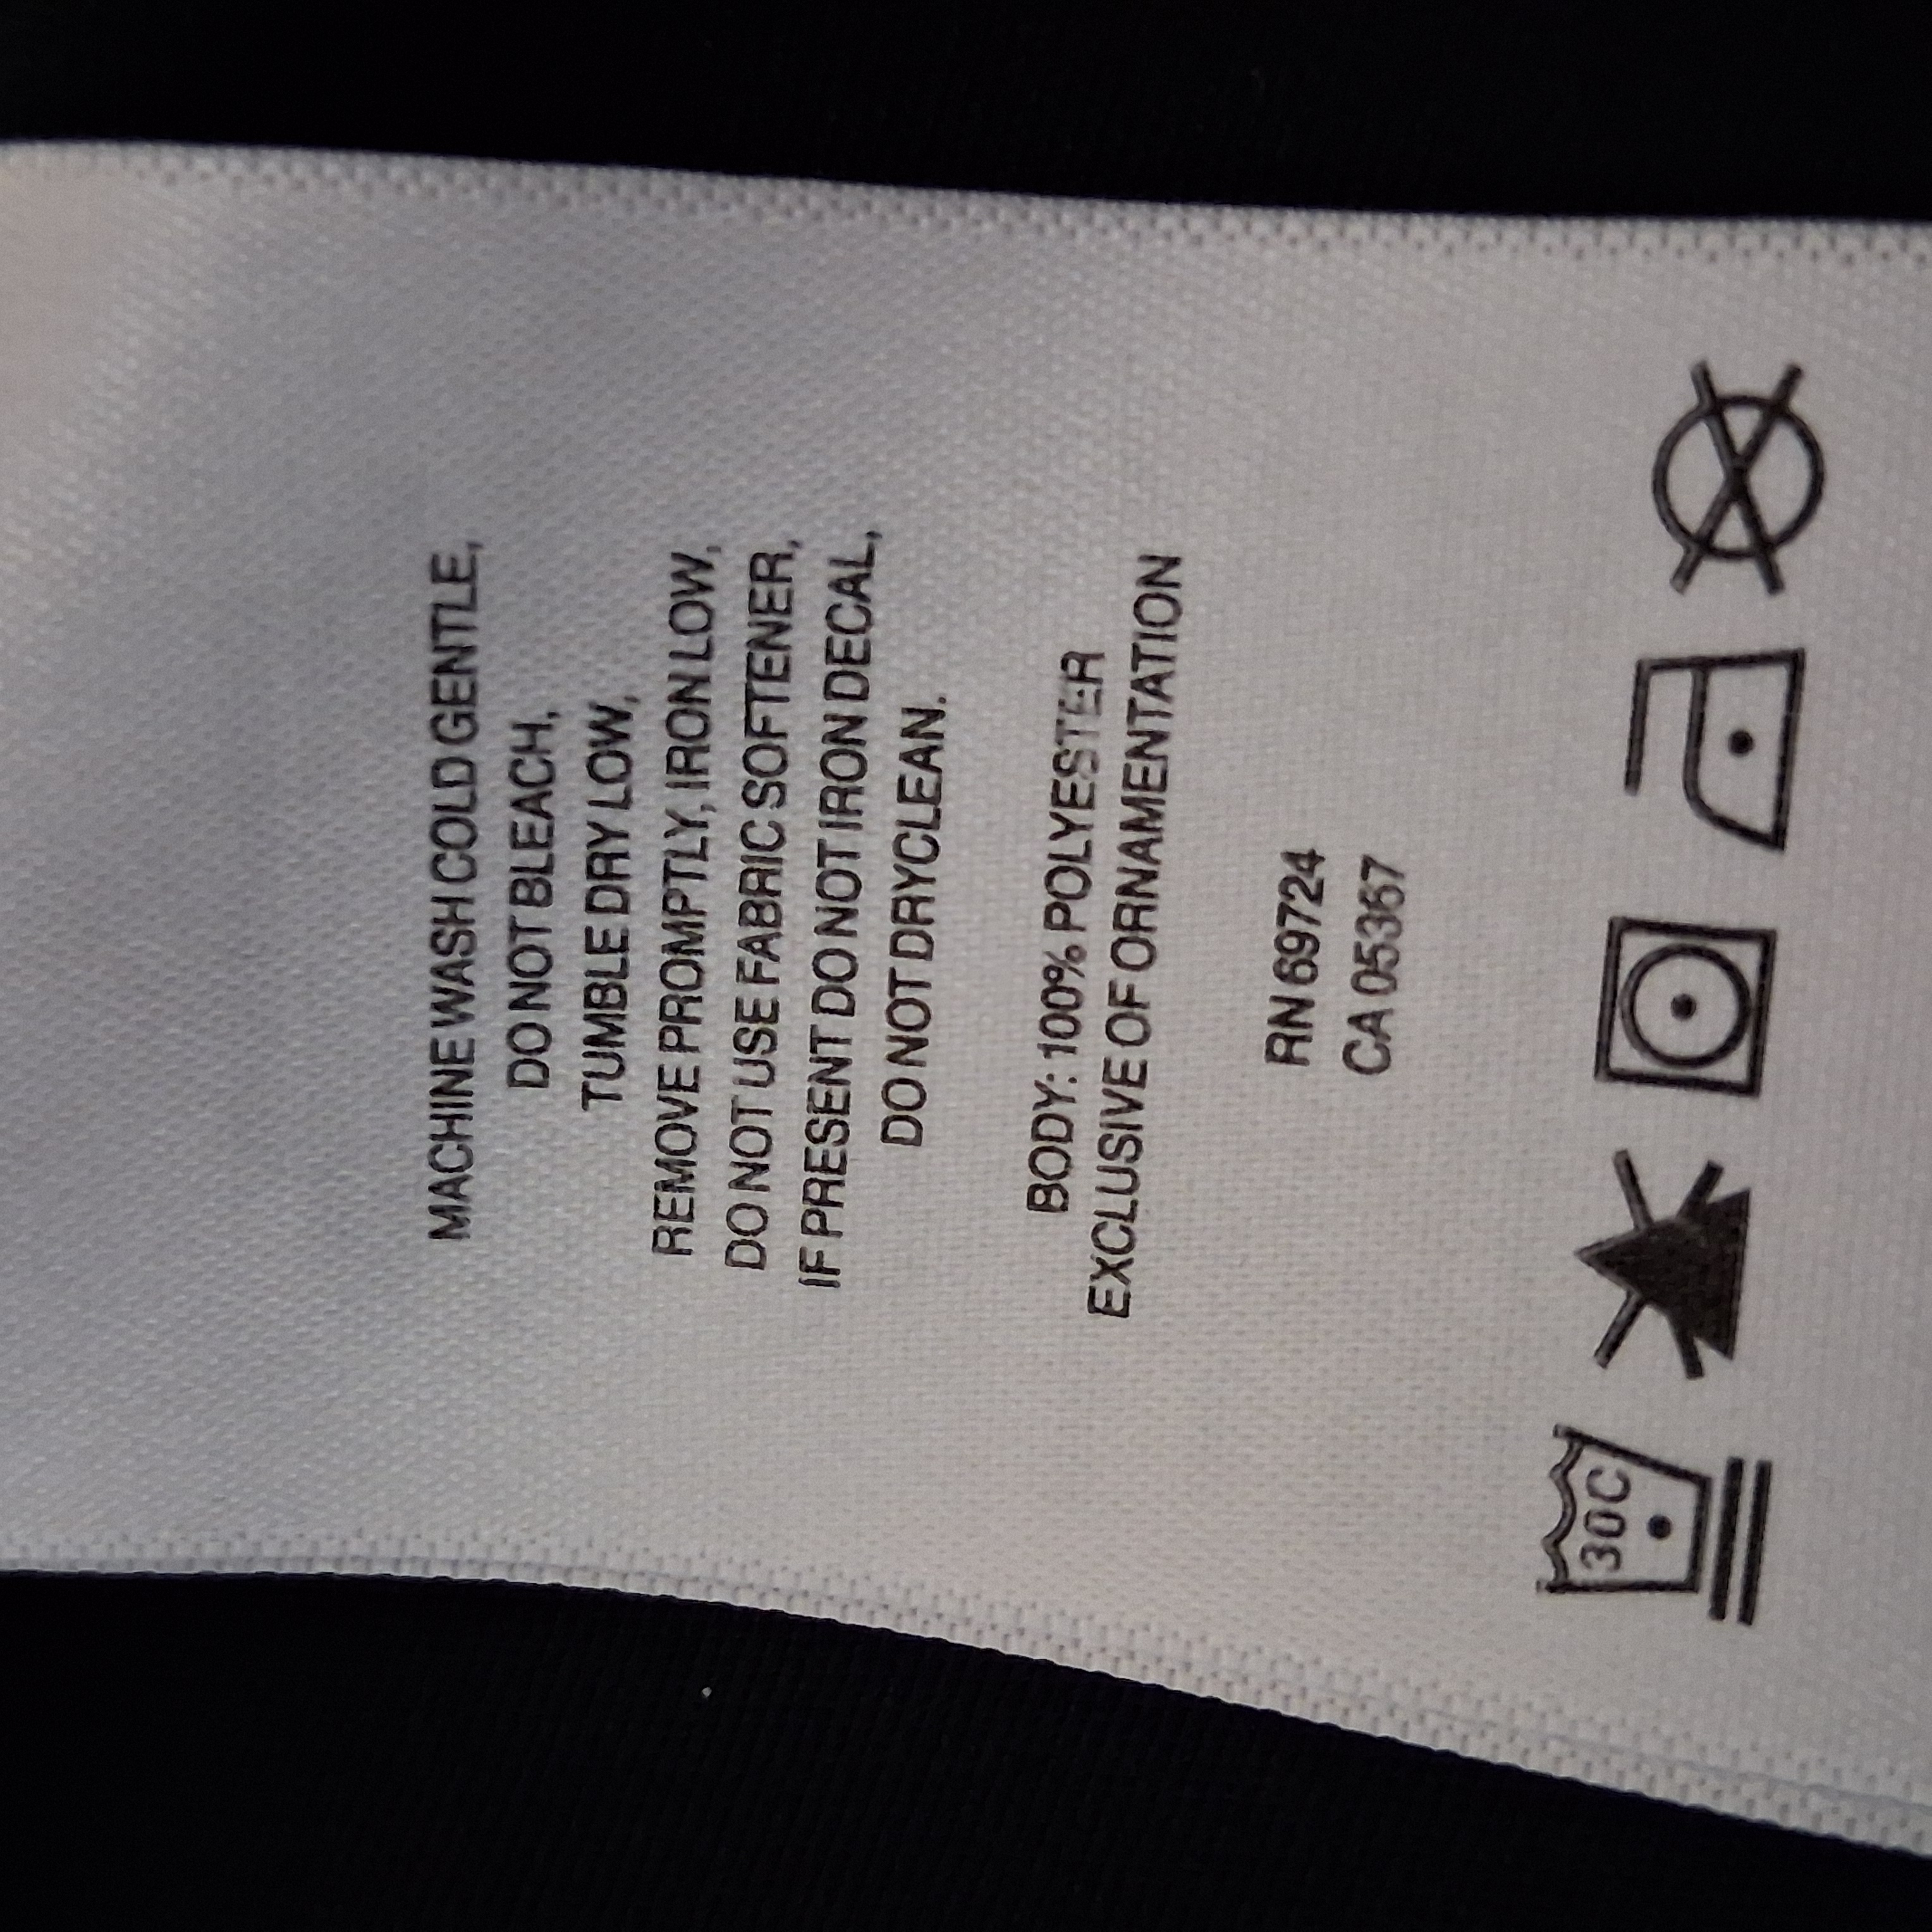 MACHINE WASH COLD GENTLE,
DO NOT BLEACH,
TUMBLE DRY LOW,
REMOVE PROMPTLY, IRON LOW,
DO NOT USE FABRIC SOFTENER,
IF PRESENT DO NOT IRON DECAL,
DO NOT DRYCLEAN.
BODY: 100% POLYESTER
EXCLUSIVE OF ORNAMENTATION
RN 69724
CA 05367
30C